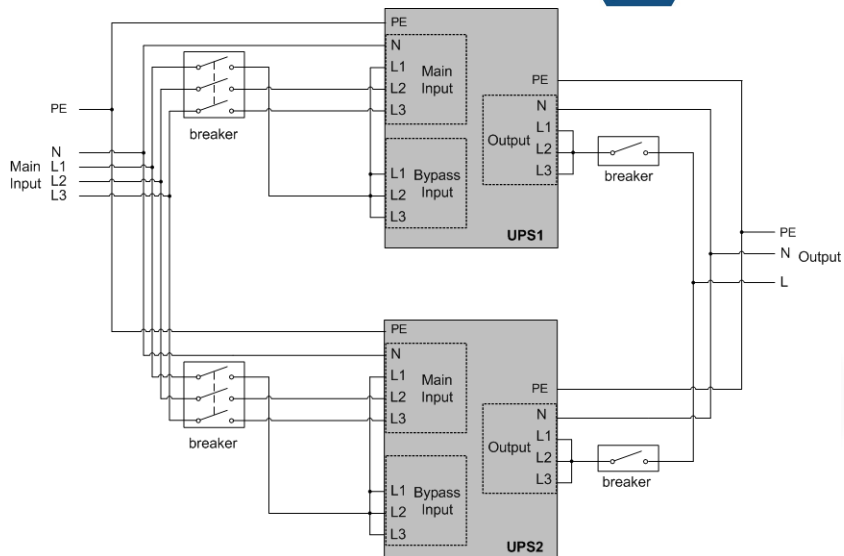 PE
N
Main L1
Input L2
L3
breaker
PE
N
L1
L2
L3
Main
Input
L1
L2
L3
Bypass
Input
PE
N
L1
L2
L3
Output
UPS1
breaker
PE
N Output
L
breaker
PE
N
L1
L2
L3
Main
Input
L1
L2
L3
Bypass
Input
PE
N
L1
L2
L3
Output
UPS2
breaker